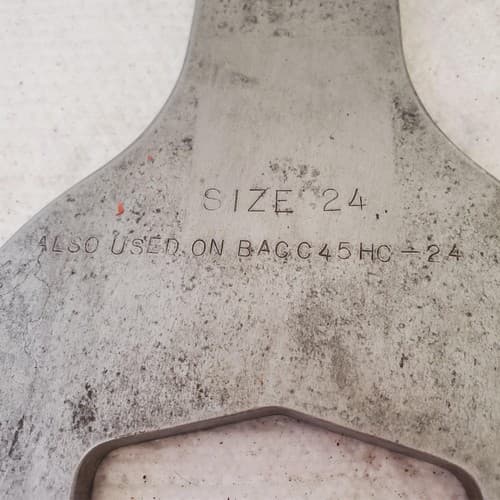 SIZE 24
ALSO USED ON BACC45HC-24